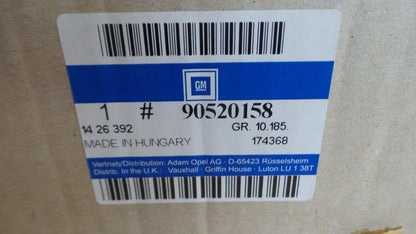 GM
1 # 90520158
14 26 392 GR. 10.185.
MADE IN HUNGARY 174368
Vertrieb/Distribution: Adam Opel AG · D-65423 Rüsselsheim
Distrib. In the U.K.: Vauxhall · Griffin House · Luton LU 1 3BT